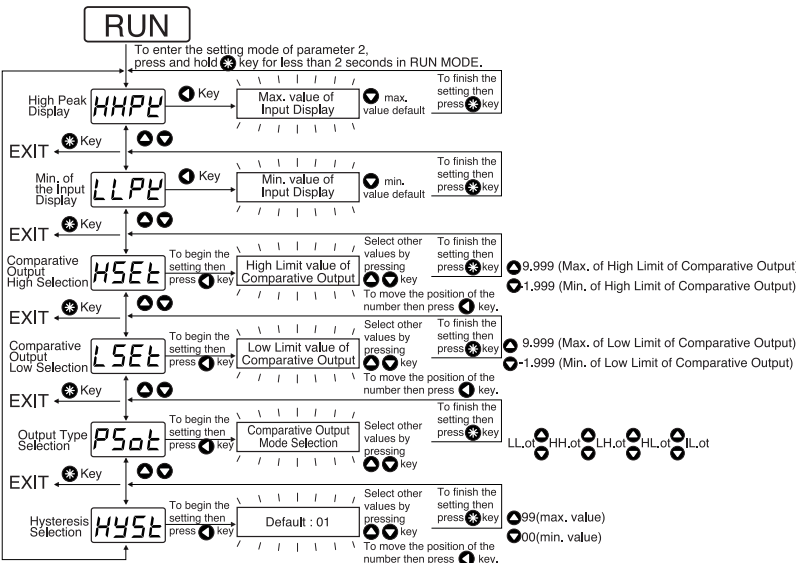 RUN
To enter the setting mode of parameter 2,
press and hold key for less than 2 seconds in RUN MODE.
High Peak
Display
HHPt
Key
Max. value of
Input Display
max.
value default
To finish the
setting then
press key
Key
EXIT
Min. of
the Input
Display
LLPt
Key
Min. value of
Input Display
min.
value default
To finish the
setting then
press key
Key
EXIT
Comparative
Output
High Selection
HSEt
To begin the
setting then
press key
High Limit value of
Comparative Output
Select other
values by
pressing
key
To move the position of the
number then press key.
To finish the
setting then
press key
9.999 (Max. of High Limit of Comparative Output)
-1.999 (Min. of High Limit of Comparative Output)
Key
EXIT
Comparative
Output
Low Selection
LSEt
To begin the
setting then
press key
Low Limit value of
Comparative Output
Select other
values by
pressing
key
To move the position of the
number then press key.
To finish the
setting then
press key
9.999 (Max. of Low Limit of Comparative Output)
-1.999 (Min. of Low Limit of Comparative Output)
Key
EXIT
Output Type
Selection
PSot
To begin the
setting then
press key
Comparative Output
Mode Selection
Select other
values by
pressing
key
To finish the
setting then
press key
LL.ot HH.ot LH.ot HL.ot IL.ot
Key
EXIT
Hysteresis
Selection
HYSt
To begin the
setting then
press key
Default : 01
Select other
values by
pressing
key
To move the position of the
number then press key.
To finish the
setting then
press key
99(max. value)
00(min. value)